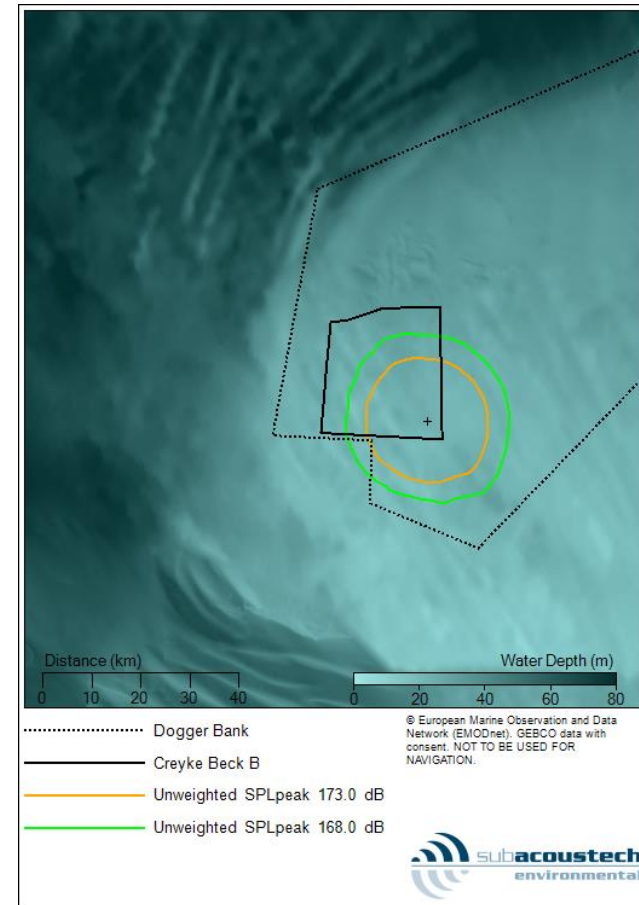 Distance (km)
0 10 20 30 40
Water Depth (m)
0 20 40 60 80
Dogger Bank
Creyke Beck B
Unweighted SPLpeak 173.0 dB
Unweighted SPLpeak 168.0 dB
© European Marine Observation and Data
Network (EMODnet). GEBCO data with
consent. NOT TO BE USED FOR
NAVIGATION.
subacoustech
environmental